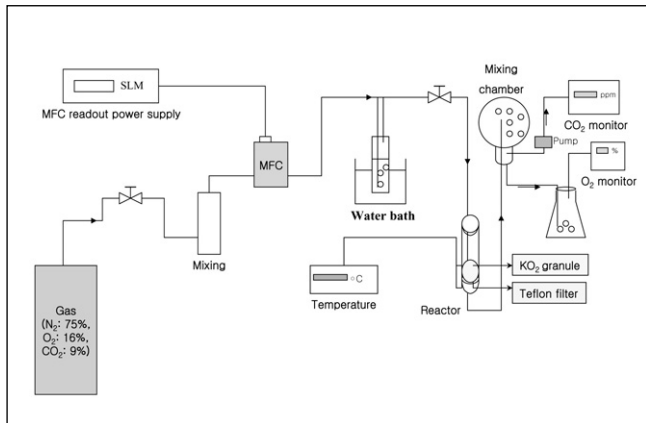 SLM
MFC readout power supply
MFC
Mixing
Gas
(N₂: 75%,
O₂: 16%,
CO₂: 9%)
Water bath
°C
Temperature
Reactor
KO₂ granule
Teflon filter
Mixing
chamber
ppm
CO₂ monitor
Pump
%
O₂ monitor